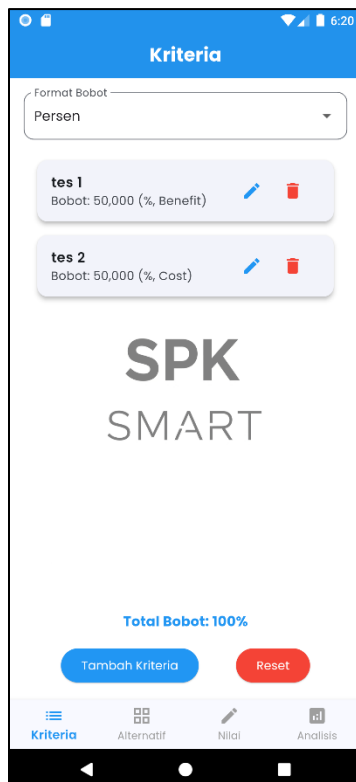 6:20
Kriteria
Format Bobot
Persen
tes 1
Bobot: 50,000 (%, Benefit)
tes 2
Bobot: 50,000 (%, Cost)
SPK
SMART
Total Bobot: 100%
Tambah Kriteria Reset
Kriteria Alternatif Nilai Analisis